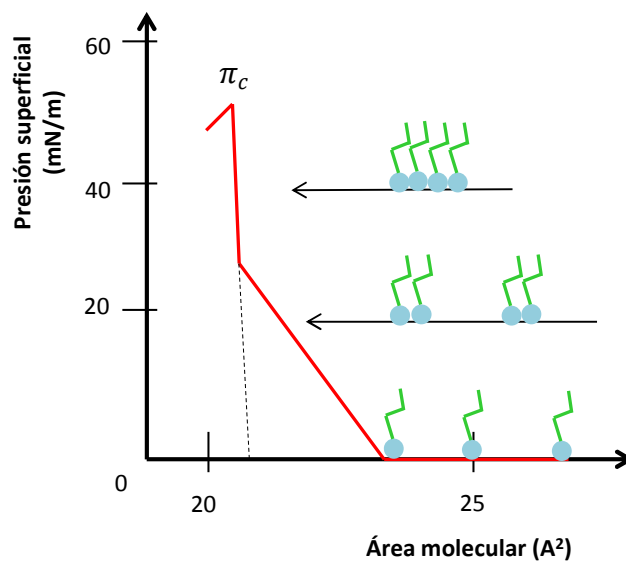 60
π_c
Presión superficial
(mN/m)
40
20
0
20
25
Área molecular (A²)